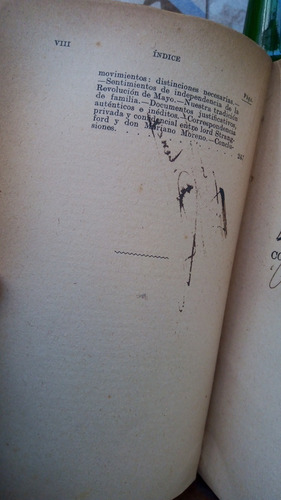 VIII ÍNDICE
Págs.
movimientos: distinciones necesarias.—
—Sentimientos de independencia de la
Revolución de Mayo.—Nuestra tradición
de familia.—Documentos justificativos
auténticos e inéditos.—Correspondencia
privada y confidencial entre lord Strang-
ford y don Mariano Moreno.—Conclu-
siones.